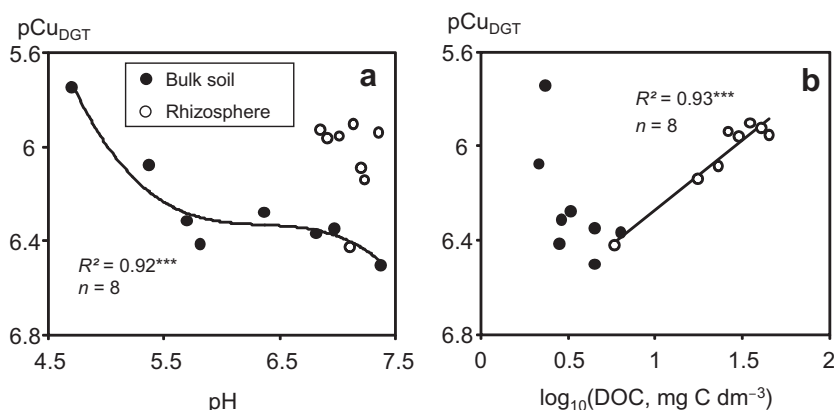 pCu_DGT
5.6
6
6.4
6.8
4.5
5.5
6.5
7.5
pH
a
Bulk soil
Rhizosphere
R² = 0.92***
n = 8
pCu_DGT
5.6
6
6.4
6.8
0
0.5
1
1.5
2
log₁₀(DOC, mg C dm⁻³)
b
R² = 0.93***
n = 8